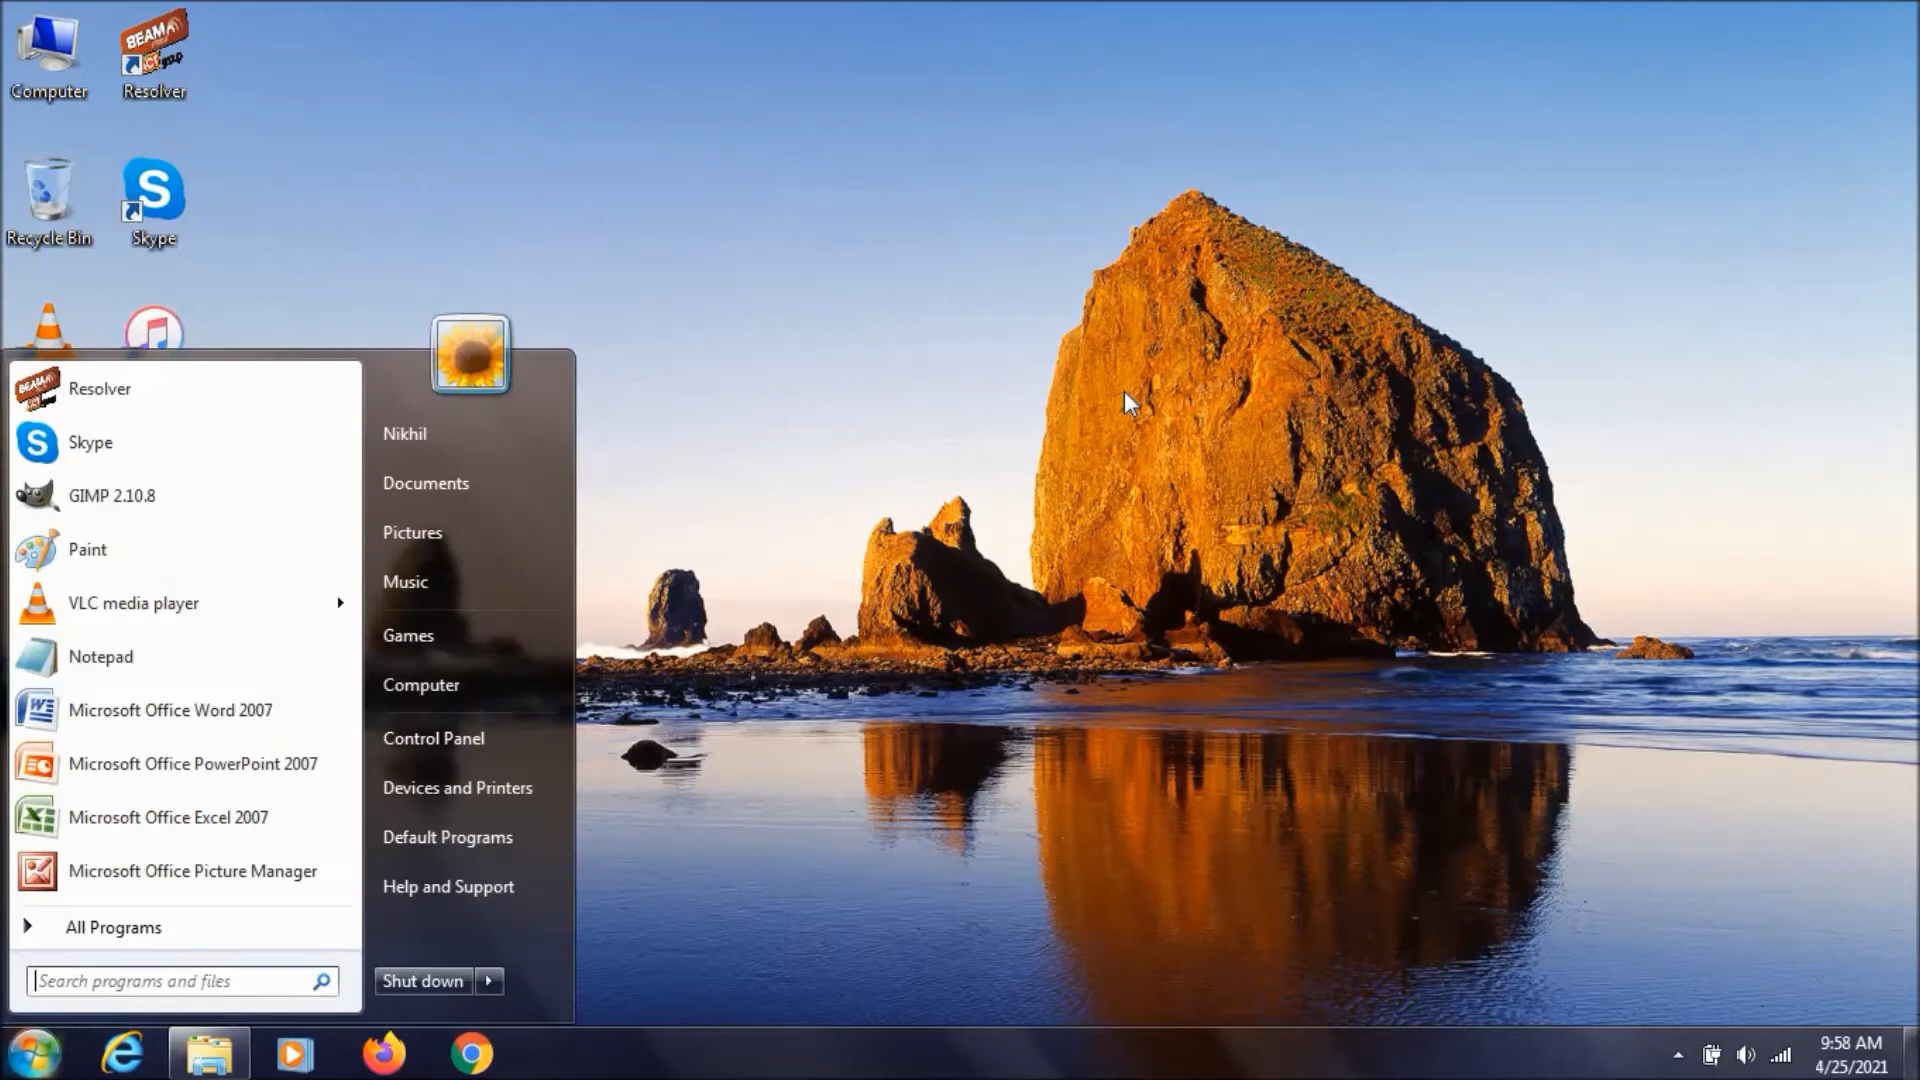 Computer
Resolver
Recycle Bin
Skype
Resolver
Skype
GIMP 2.10.8
Paint
VLC media player
Notepad
Microsoft Office Word 2007
Microsoft Office PowerPoint 2007
Microsoft Office Excel 2007
Microsoft Office Picture Manager
All Programs
Search programs and files
Nikhil
Documents
Pictures
Music
Games
Computer
Control Panel
Devices and Printers
Default Programs
Help and Support
Shut down
9:58 AM
4/25/2021